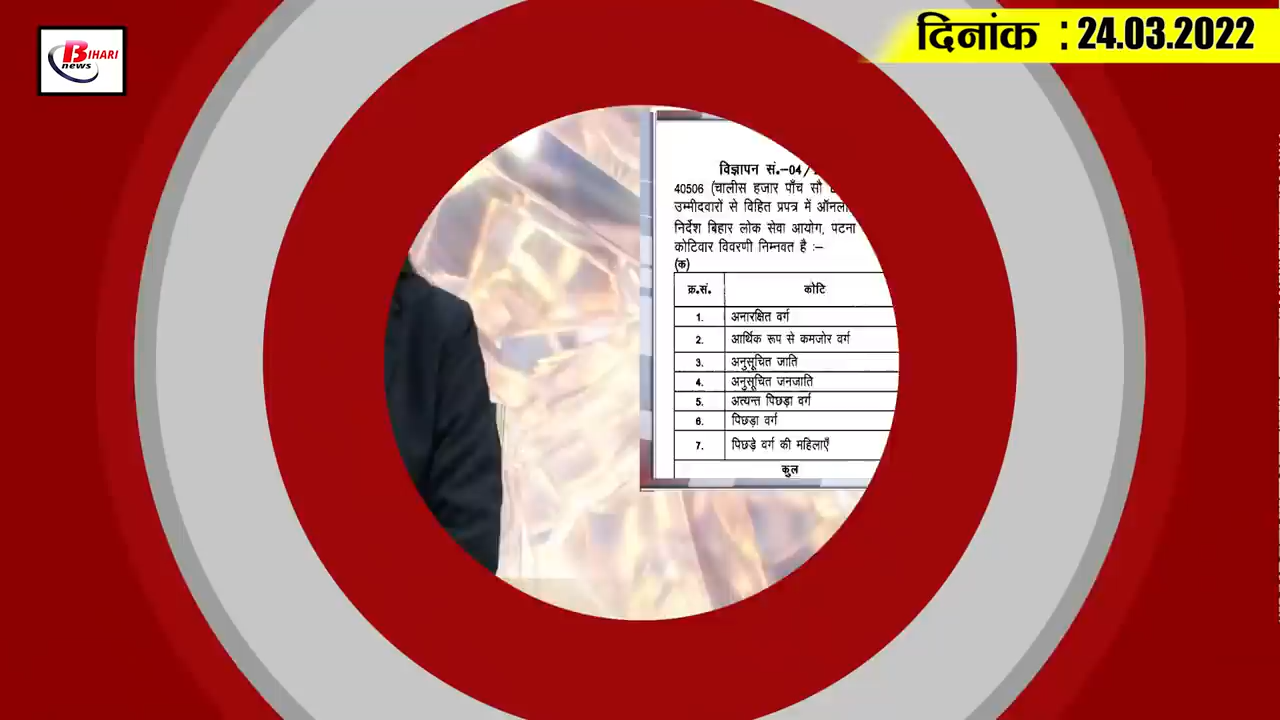 BIHARI
news
दिनांक : 24.03.2022
विज्ञापन सं.-04/
40506 (चालीस हजार पाँच सौ
उम्मीदवारों से विहित प्रपत्र में
निर्देश बिहार लोक सेवा आयोग, पटना
कोटिवार विवरणी निम्नवत है :–
(क)
क्र.सं. कोटि
1. अनारक्षित वर्ग
2. आर्थिक रूप से कमजोर वर्ग
3. अनुसूचित जाति
4. अनुसूचित जनजाति
5. अत्यन्त पिछड़ा वर्ग
6. पिछड़ा वर्ग
7. पिछड़े वर्ग की महिलाएँ
कुल